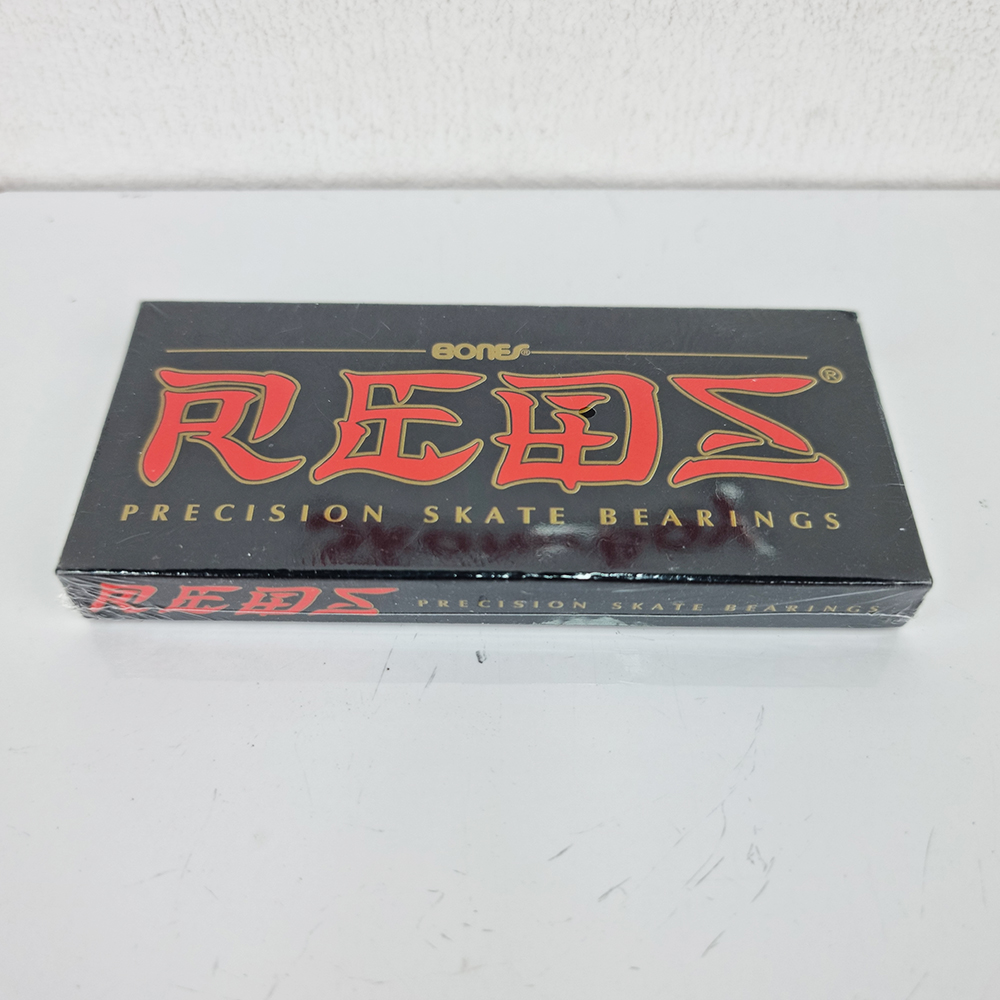 BONES®
REDS®
PRECISION SKATE BEARINGS
REDS PRECISION SKATE BEARINGS